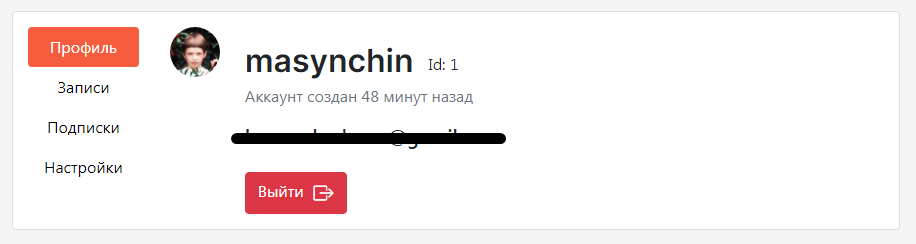 Профиль
Записи
Подписки
Настройки
masynchin Id: 1
Аккаунт создан 48 минут назад
Выйти